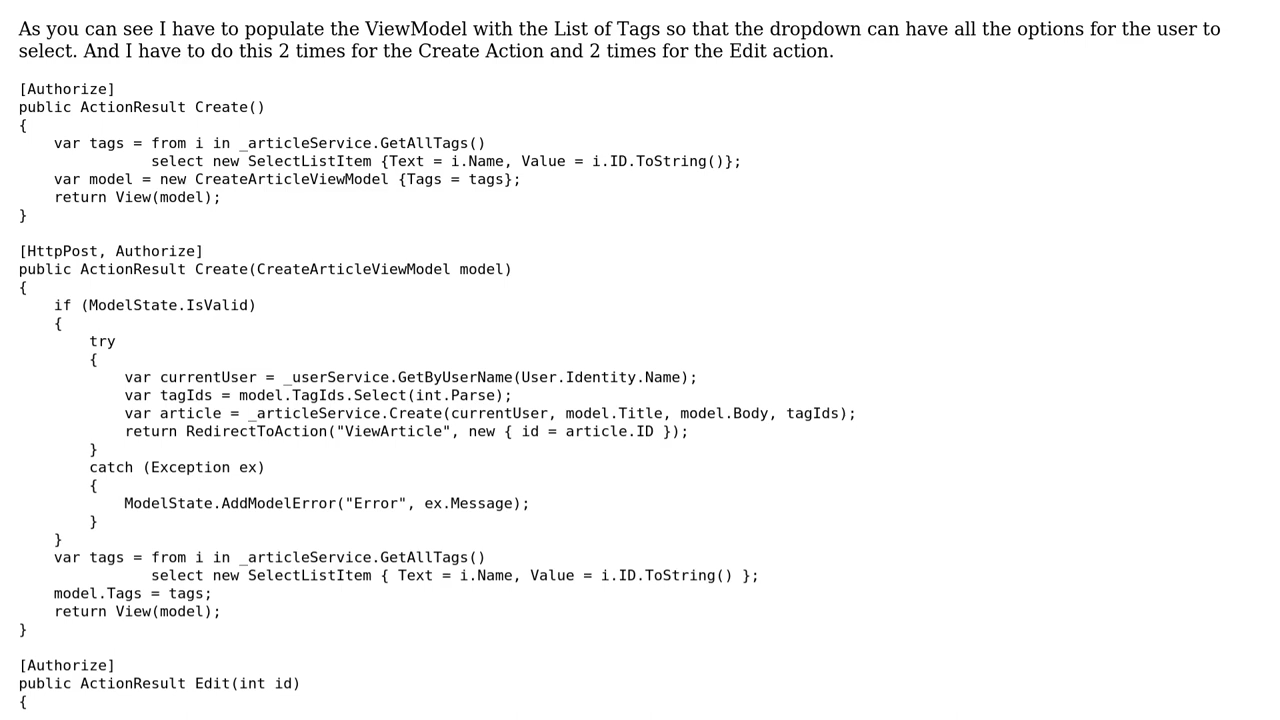 As you can see I have to populate the ViewModel with the List of Tags so that the dropdown can have all the options for the user to
select. And I have to do this 2 times for the Create Action and 2 times for the Edit action.
[Authorize]
public ActionResult Create()
{
    var tags = from i in _articleService.GetAllTags()
               select new SelectListItem {Text = i.Name, Value = i.ID.ToString()};
    var model = new CreateArticleViewModel {Tags = tags};
    return View(model);
}

[HttpPost, Authorize]
public ActionResult Create(CreateArticleViewModel model)
{
    if (ModelState.IsValid)
    {
        try
        {
            var currentUser = _userService.GetByUserName(User.Identity.Name);
            var tagIds = model.TagIds.Select(int.Parse);
            var article = _articleService.Create(currentUser, model.Title, model.Body, tagIds);
            return RedirectToAction("ViewArticle", new { id = article.ID });
        }
        catch (Exception ex)
        {
            ModelState.AddModelError("Error", ex.Message);
        }
    }
    var tags = from i in _articleService.GetAllTags()
               select new SelectListItem { Text = i.Name, Value = i.ID.ToString() };
    model.Tags = tags;
    return View(model);
}

[Authorize]
public ActionResult Edit(int id)
{